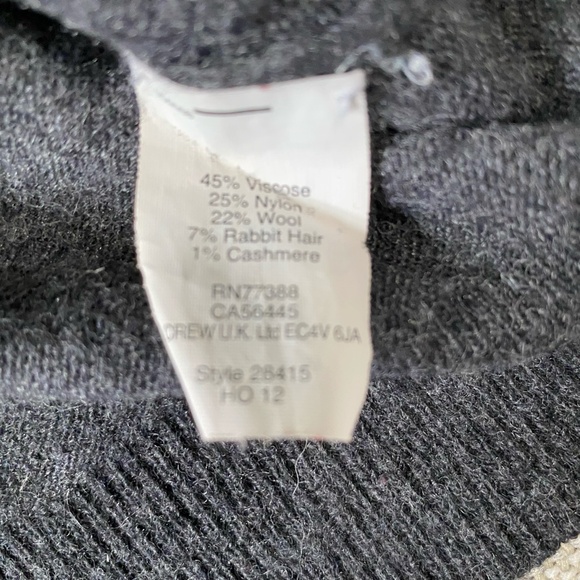 45% Viscose
25% Nylon
22% Wool
7% Rabbit Hair
1% Cashmere
RN77388
CA56445
CREW U.K. Ltd EC4V 6JA
Style 26415
HO 12